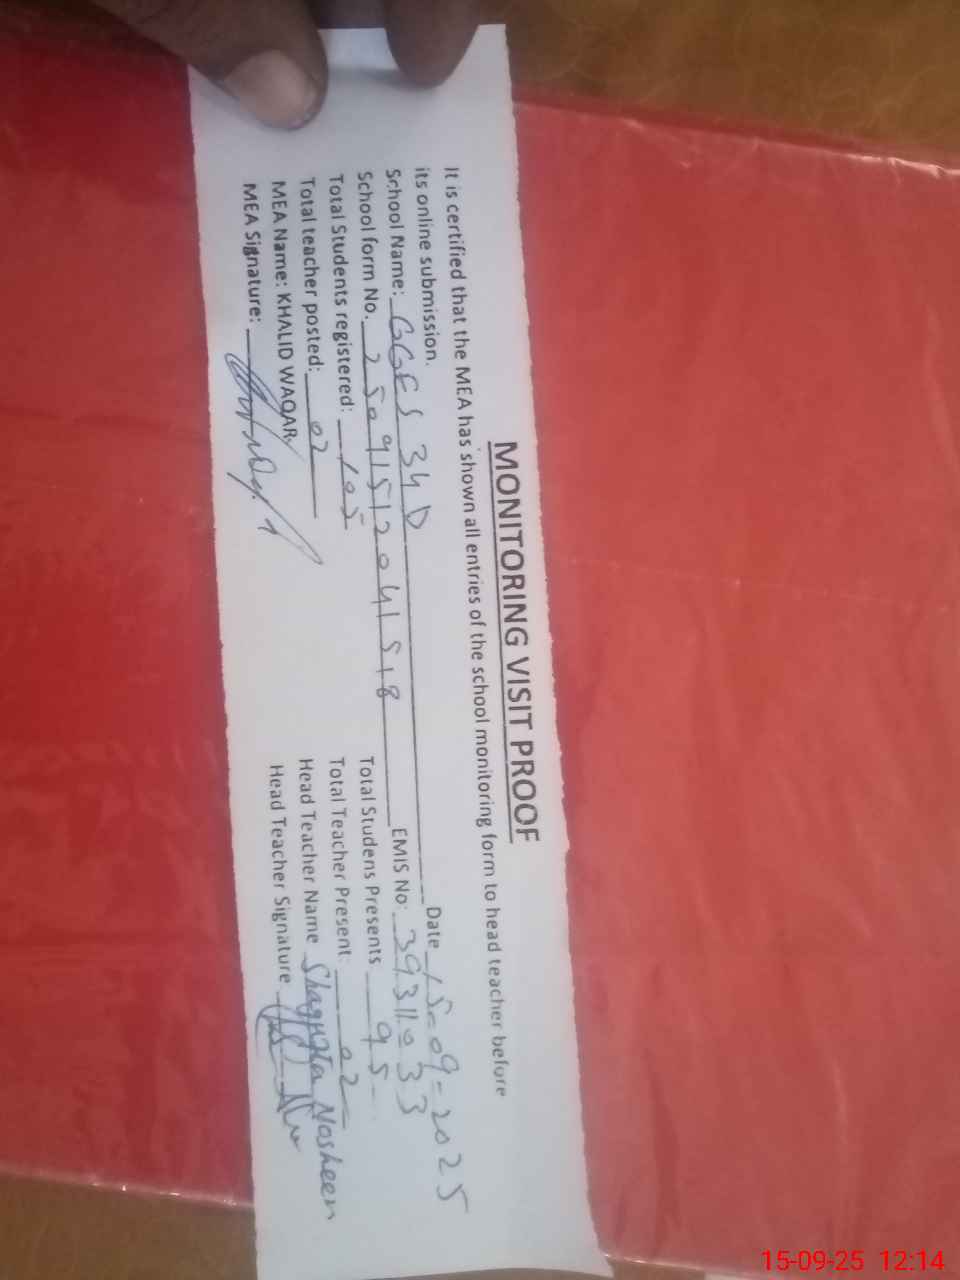 MONITORING VISIT PROOF
It is certified that the MEA has shown all entries of the school monitoring form to head teacher before
its online submission. Date 15-09-2025
School Name: GGES 34 D EMIS No: 39311033
School form No. 25091512041518 Total Studens Presents 95
Total Students registered: 105 Total Teacher Present: 02
Total teacher posted: 02 Head Teacher Name Shagufta Nosheen
MEA Name: KHALID WAQAR Head Teacher Signature
MEA Signature:
15-09-25 12:14